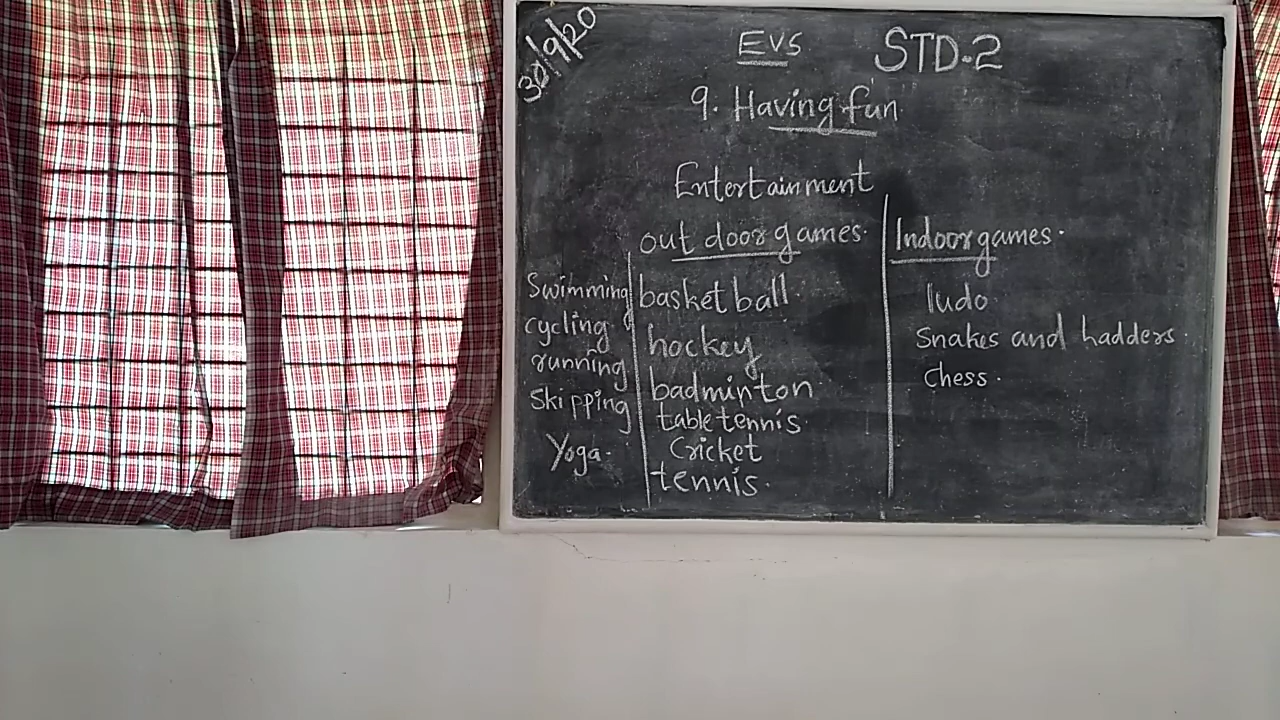 30/9/20
EVS STD-2
9. Having fun
Entertainment
out door games.
Swimming
cycling.
running
Skipping
Yoga.
basket ball.
hockey
badminton
table tennis
Cricket
tennis.
Indoor games.
ludo.
Snakes and hadders.
Chess.